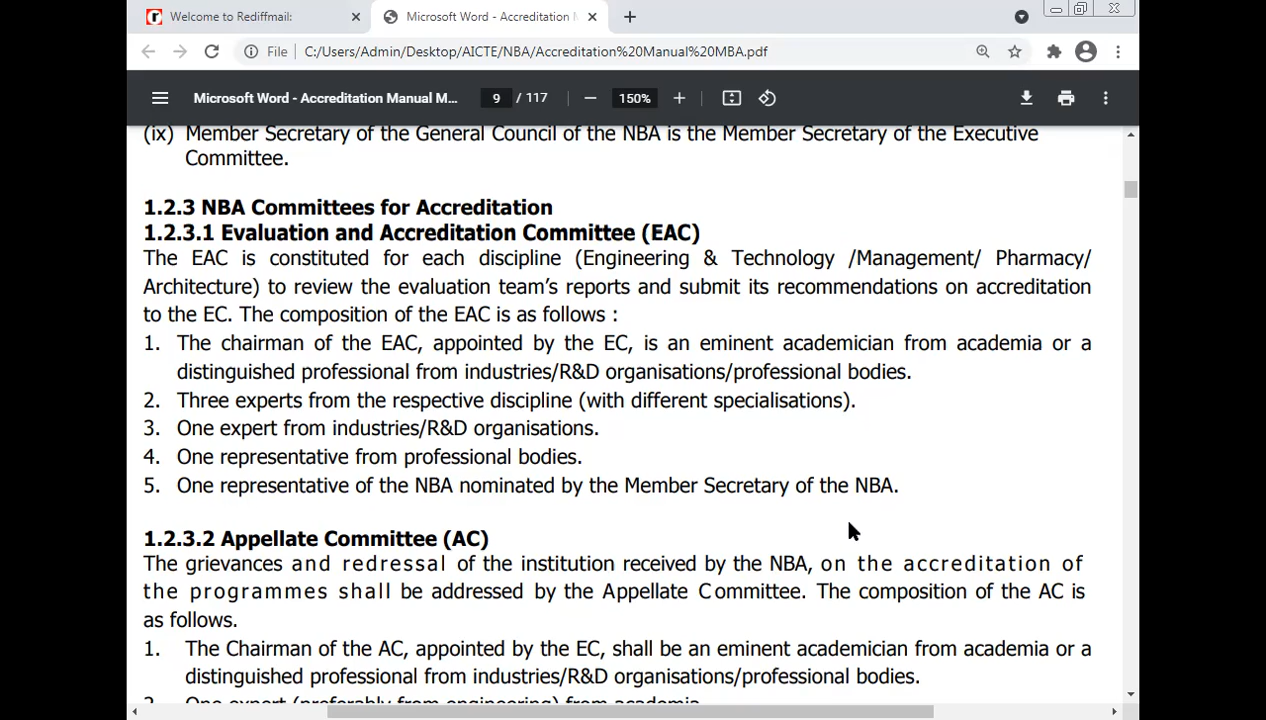 Welcome to Rediffmail:
Microsoft Word - Accreditation M
File C:/Users/Admin/Desktop/AICTE/NBA/Accreditation%20Manual%20MBA.pdf
Microsoft Word - Accreditation Manual M... 9 / 117 150%
(ix) Member Secretary of the General Council of the NBA is the Member Secretary of the Executive
Committee.
1.2.3 NBA Committees for Accreditation
1.2.3.1 Evaluation and Accreditation Committee (EAC)
The EAC is constituted for each discipline (Engineering & Technology /Management/ Pharmacy/
Architecture) to review the evaluation team's reports and submit its recommendations on accreditation
to the EC. The composition of the EAC is as follows :
1. The chairman of the EAC, appointed by the EC, is an eminent academician from academia or a
distinguished professional from industries/R&D organisations/professional bodies.
2. Three experts from the respective discipline (with different specialisations).
3. One expert from industries/R&D organisations.
4. One representative from professional bodies.
5. One representative of the NBA nominated by the Member Secretary of the NBA.
1.2.3.2 Appellate Committee (AC)
The grievances and redressal of the institution received by the NBA, on the accreditation of
the programmes shall be addressed by the Appellate Committee. The composition of the AC is
as follows.
1. The Chairman of the AC, appointed by the EC, shall be an eminent academician from academia or a
distinguished professional from industries/R&D organisations/professional bodies.
2. One expert (preferably from engineering) from academia.